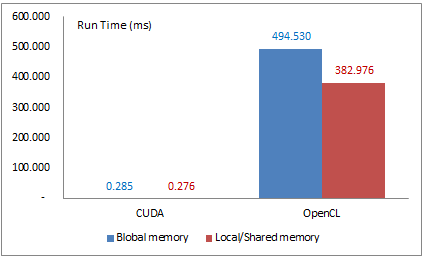 600.000
Run Time (ms)
500.000
494.530
400.000
382.976
300.000
200.000
100.000
0.285
0.276
-
CUDA
OpenCL
Blobal memory
Local/Shared memory